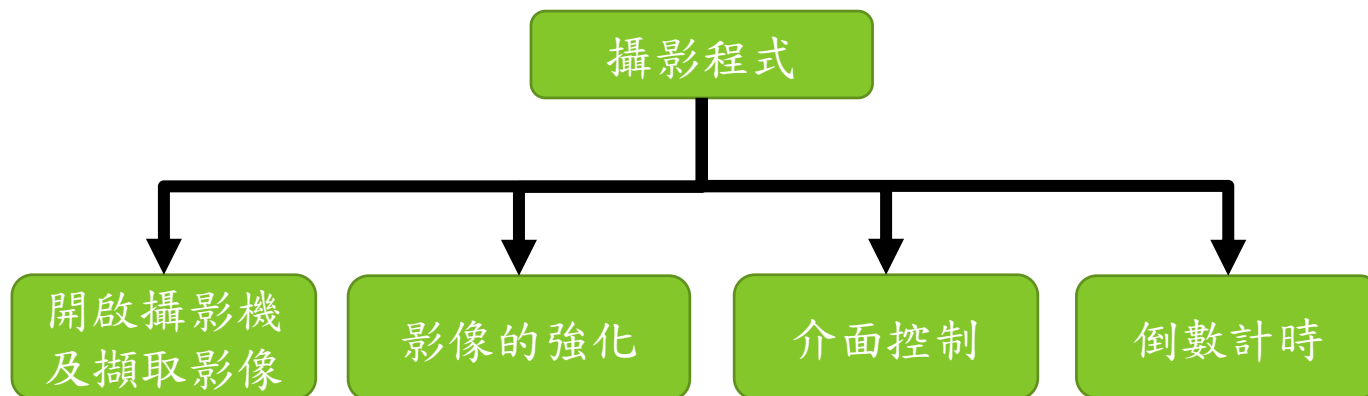 攝影程式
開啟攝影機
及擷取影像
影像的強化
介面控制
倒數計時